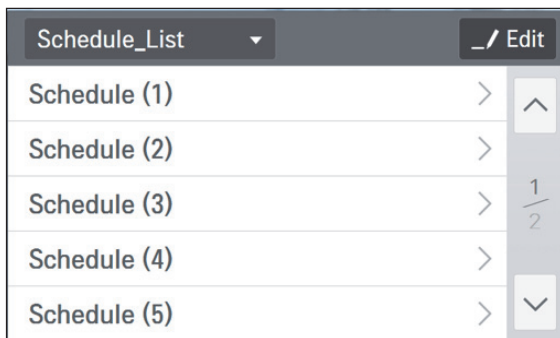 Schedule_List
Edit
Schedule (1)
Schedule (2)
Schedule (3)
Schedule (4)
Schedule (5)
1
2